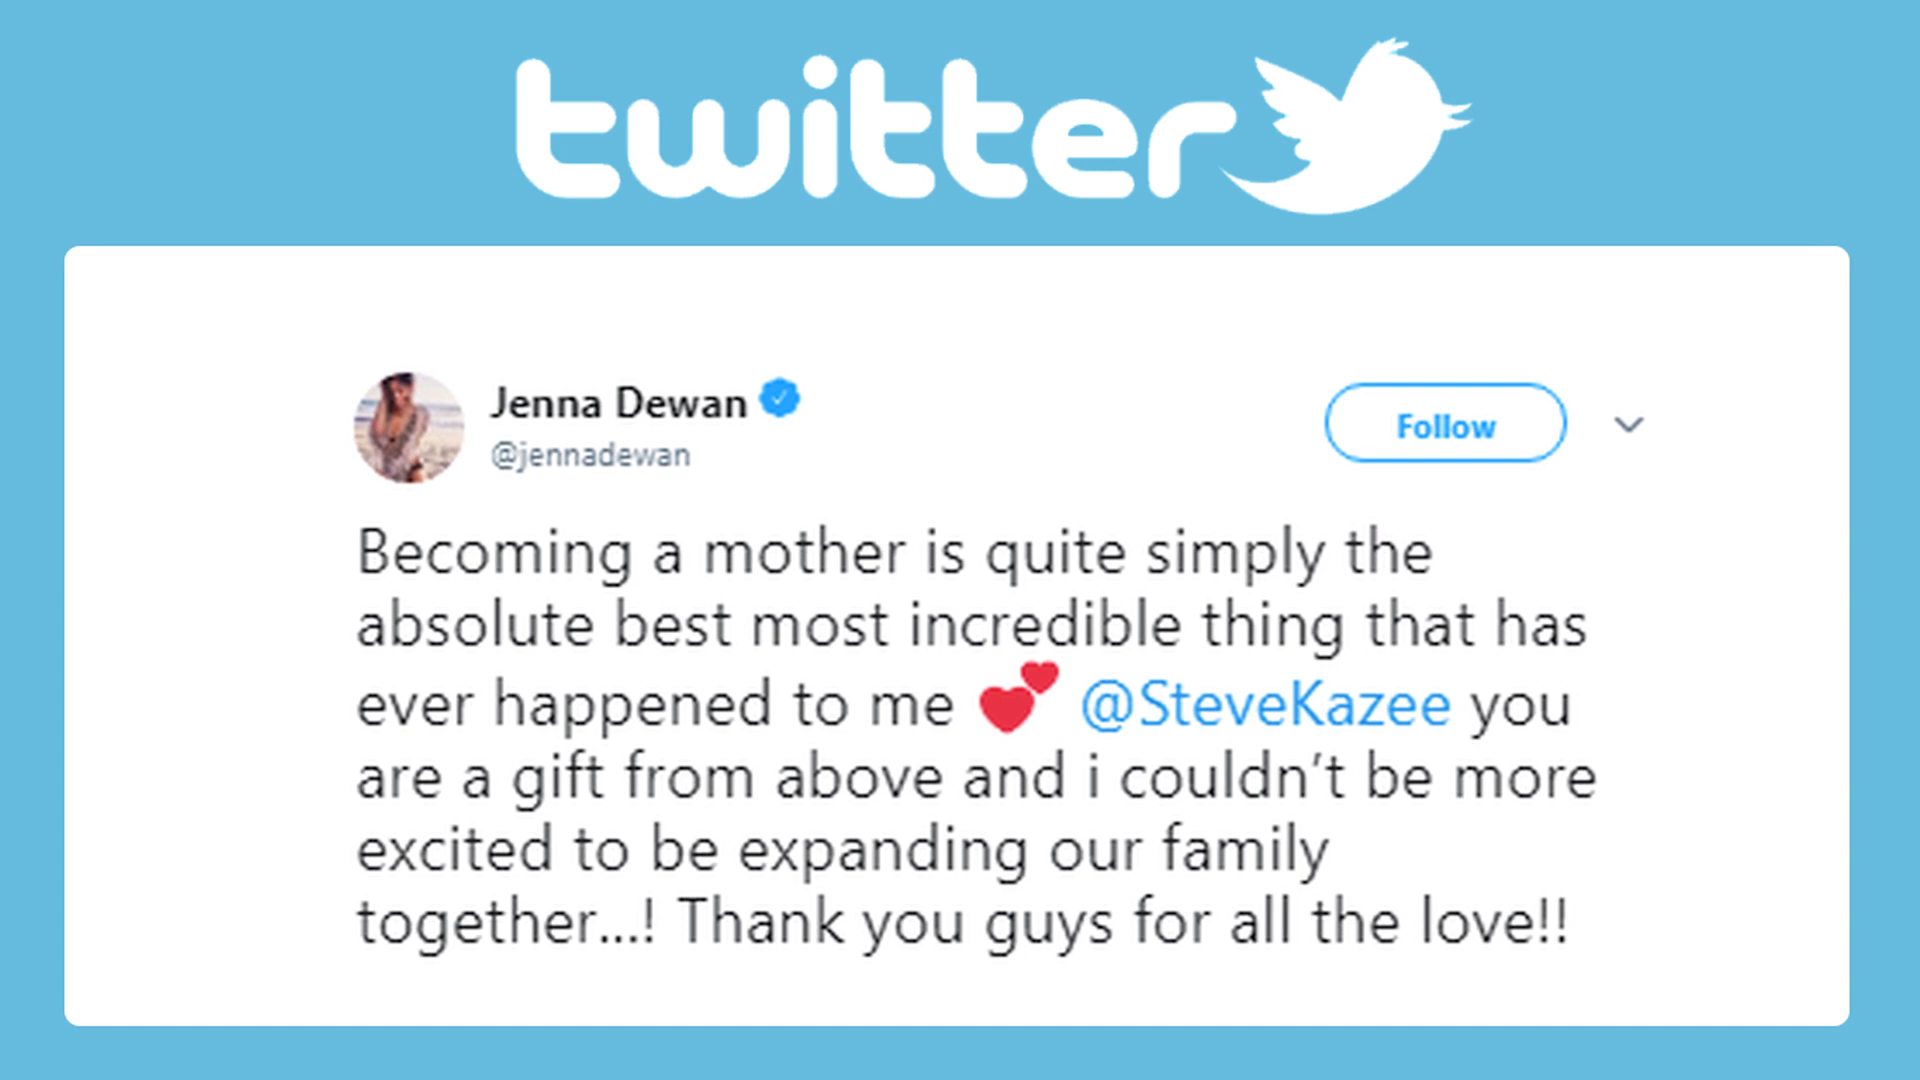 twitter
Jenna Dewan
@jennadewan
Follow
Becoming a mother is quite simply the
absolute best most incredible thing that has
ever happened to me 💕 @SteveKazee you
are a gift from above and i couldn’t be more
excited to be expanding our family
together...! Thank you guys for all the love!!